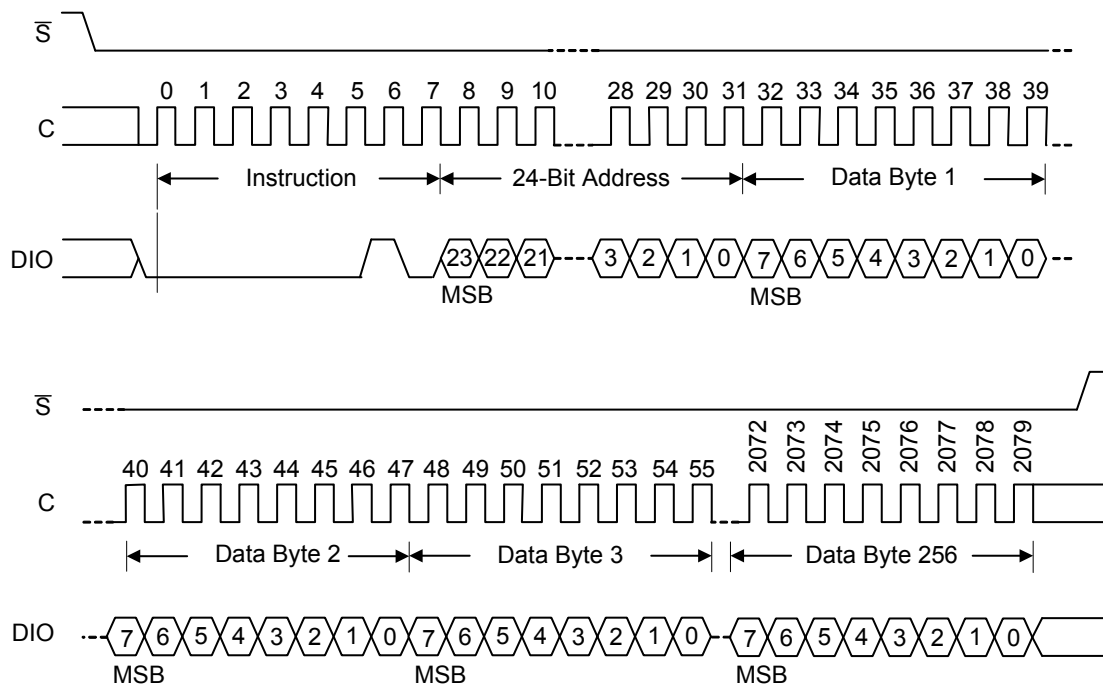 S
0 1 2 3 4 5 6 7 8 9 10 28 29 30 31 32 33 34 35 36 37 38 39
C
Instruction 24-Bit Address Data Byte 1
DIO 23 22 21 3 2 1 0 7 6 5 4 3 2 1 0
MSB MSB
S
40 41 42 43 44 45 46 47 48 49 50 51 52 53 54 55 2072 2073 2074 2075 2076 2077 2078 2079
C
Data Byte 2 Data Byte 3 Data Byte 256
DIO 7 6 5 4 3 2 1 0 7 6 5 4 3 2 1 0 7 6 5 4 3 2 1 0
MSB MSB MSB